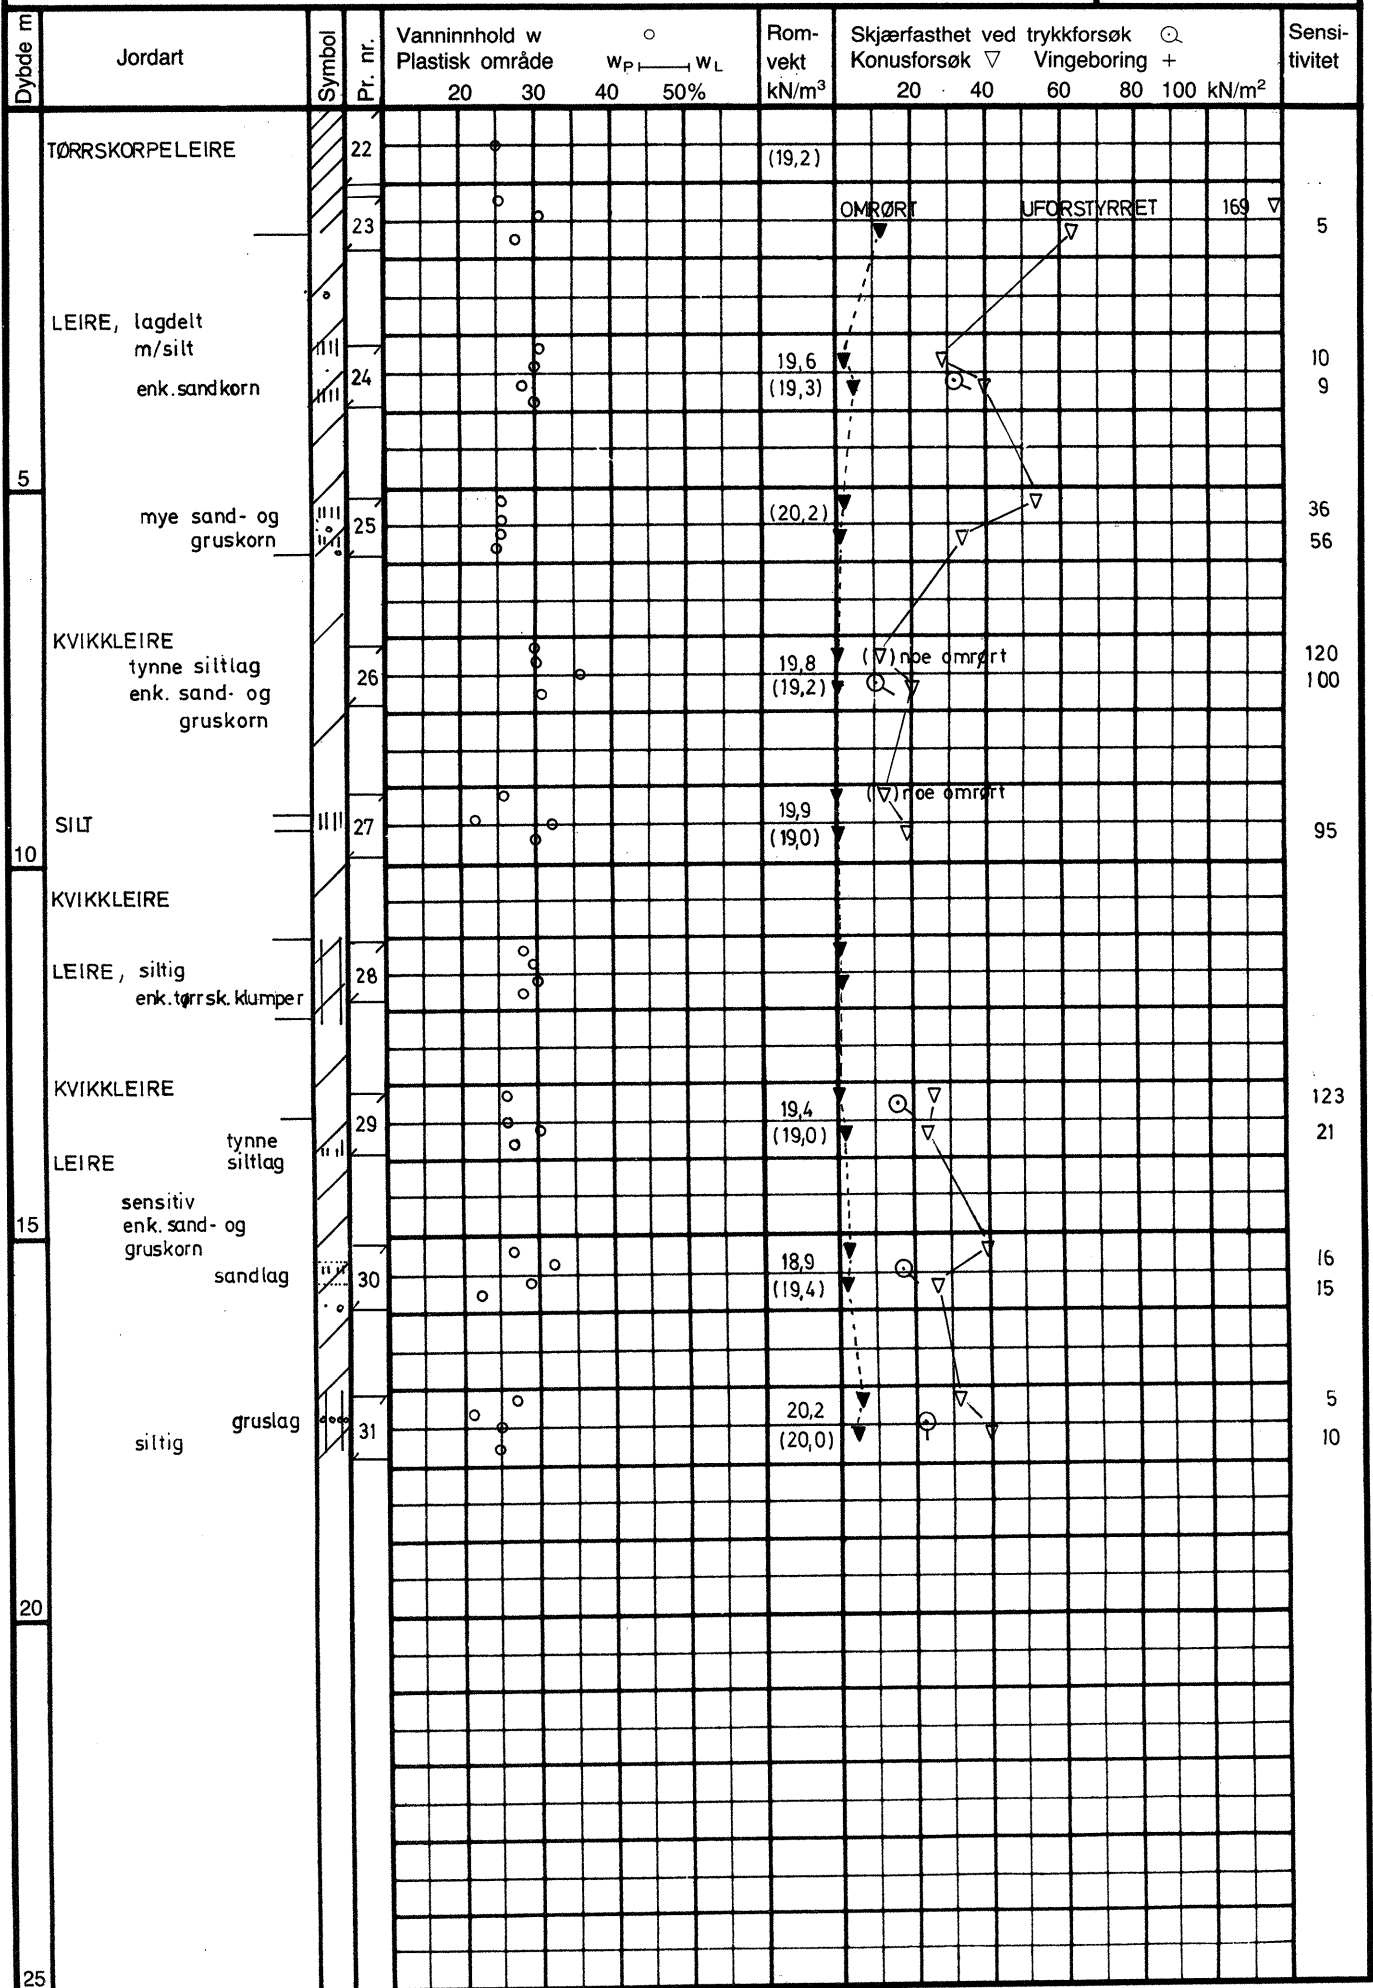 Dybde m
Jordart
Symbol
Pr. nr.
Vanninnhold w
Plastisk område wP wL
20 30 40 50%
Rom-
vekt
kN/m³
Skjærfasthet ved trykkforsøk
Konusforsøk ▽ Vingeboring +
20 40 60 80 100 kN/m²
Sensi-
tivitet
TØRRSKORPELEIRE
22
(19,2)
OMRØRT
UFORSTYRRET
169
23
5
LEIRE, lagdelt
m/silt
enk.sandkorn
24
19,6
(19,3)
10
9
5
mye sand- og
gruskorn
25
(20,2)
36
56
KVIKKLEIRE
tynne siltlag
enk. sand- og
gruskorn
26
19,8
(19,2)
(▽) noe omrørt
120
100
SILT
27
19,9
(19,0)
(▽) noe omrørt
95
10
KVIKKLEIRE
LEIRE, siltig
enk.tørrsk.klumper
28
KVIKKLEIRE
29
19,4
(19,0)
123
21
tynne
siltlag
LEIRE
sensitiv
enk. sand- og
gruskorn
15
sandlag
30
18,9
(19,4)
16
15
gruslag
siltig
31
20,2
(20,0)
5
10
20
25